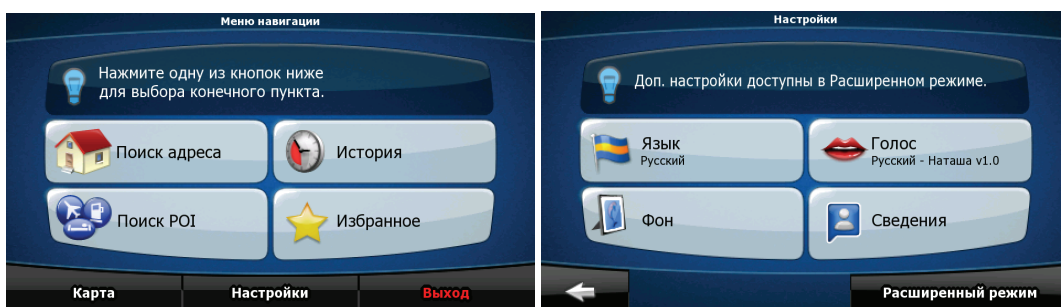 Меню навигации
Нажмите одну из кнопок ниже
для выбора конечного пункта.
Поиск адреса
История
Поиск POI
Избранное
Карта
Настройки
Выход
Настройки
Доп. настройки доступны в Расширенном режиме.
Язык
Русский
Голос
Русский - Наташа v1.0
Фон
Сведения
Расширенный режим